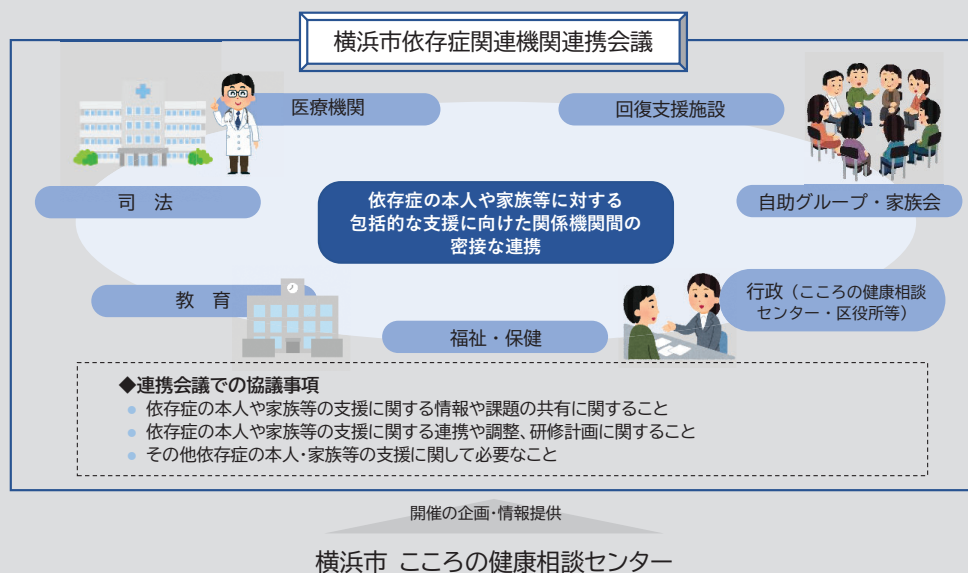 横浜市依存症関連機関連携会議
医療機関
回復支援施設
司 法
自助グループ・家族会
依存症の本人や家族等に対する
包括的な支援に向けた関係機関間の
密接な連携
教 育
福祉・保健
行政（こころの健康相談
センター・区役所等）
◆連携会議での協議事項
● 依存症の本人や家族等の支援に関する情報や課題の共有に関すること
● 依存症の本人や家族等の支援に関する連携や調整、研修計画に関すること
● その他依存症の本人・家族等の支援に関して必要なこと
開催の企画・情報提供
横浜市 こころの健康相談センター